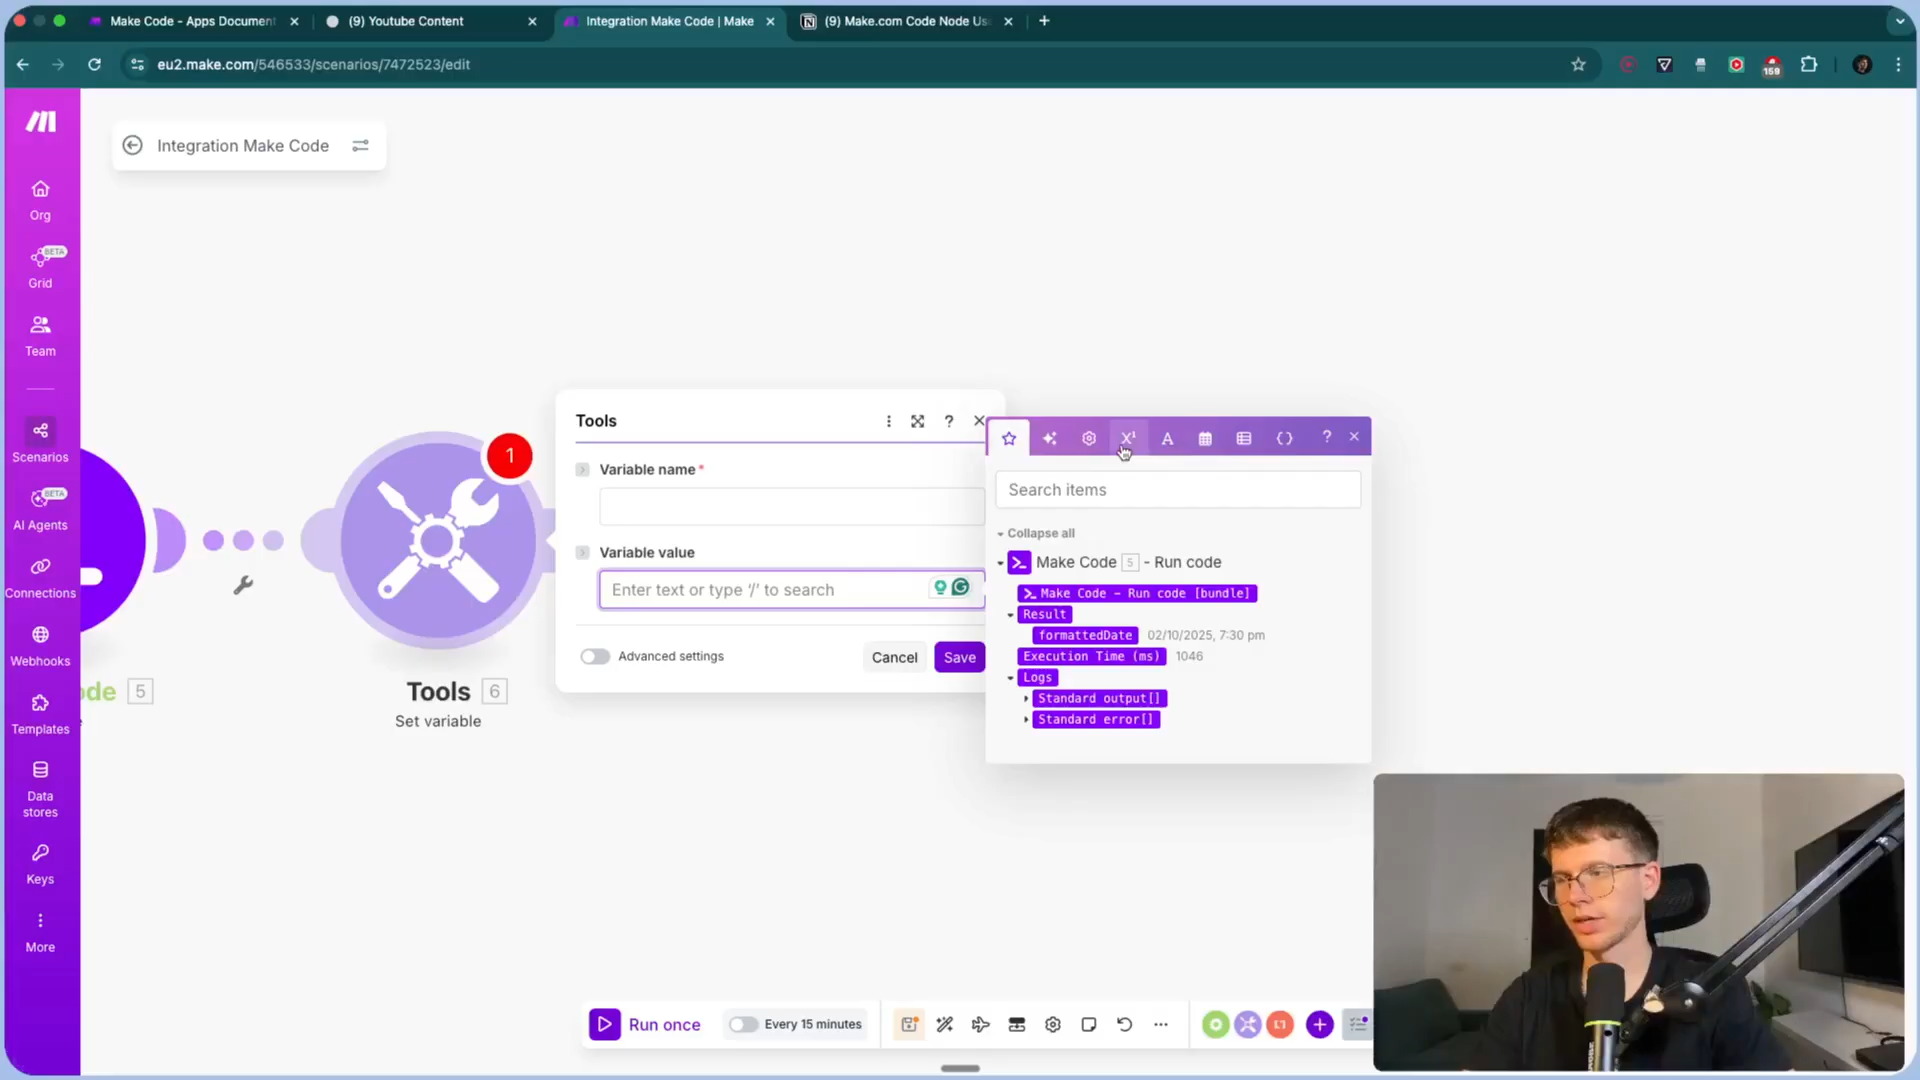 Make Code - Apps Document
(9) Youtube Content
Integration Make Code | Make
(9) Make.com Code Node Us
eu2.make.com/546533/scenarios/7472523/edit
159
Integration Make Code
Org
BETA
Grid
Team
Scenarios
BETA
AI Agents
Connections
Webhooks
Templates
Data
stores
Keys
More
ode 5
1
Tools 6
Set variable
Tools
?
Variable name*
Variable value
Enter text or type '/' to search
Advanced settings
Cancel
Save
X¹
A
?
Search items
Collapse all
Make Code 5 - Run code
Make Code - Run code [bundle]
Result
formattedDate 02/10/2025, 7:30 pm
Execution Time (ms) 1046
Logs
Standard output[]
Standard error[]
Run once
Every 15 minutes